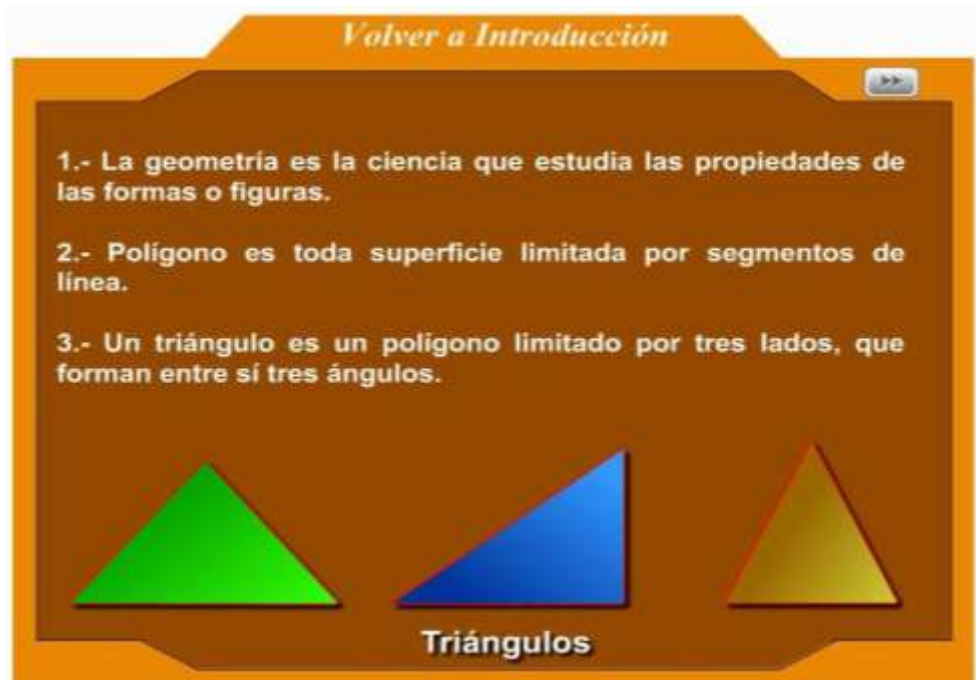 Volver a Introducción
1.- La geometría es la ciencia que estudia las propiedades de
las formas o figuras.
2.- Polígono es toda superficie limitada por segmentos de
línea.
3.- Un triángulo es un poligono limitado por tres lados, que
forman entre sí tres ángulos.
Triángulos